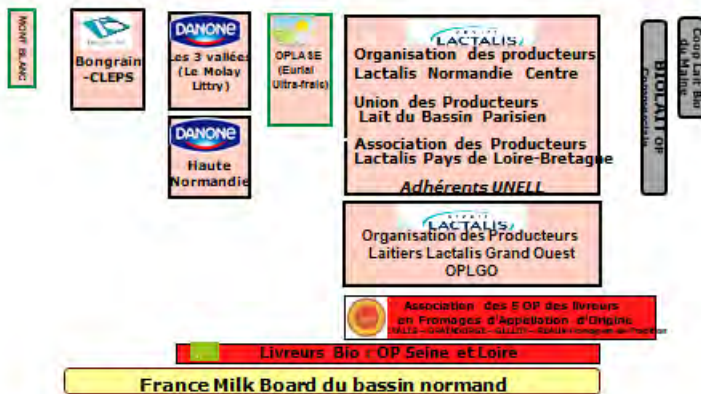 MONT BLANC
Bongrain
-CLEPS
DANONE
Les 3 vallées
(Le Molay
Littry)
DANONE
Haute
Normandie
OPLASE
(Eurial
Ultra-frais)
GROUPE
LACTALIS
Organisation des producteurs
Lactalis Normandie Centre
Union des Producteurs
Lait du Bassin Parisien
Association des Producteurs
Lactalis Pays de Loire-Bretagne
Adhérents UNELL
GROUPE
LACTALIS
Organisation des Producteurs
Laitiers Lactalis Grand Ouest
OPLGO
BIOLAIT OP
Commerciale
Coop Lait Bio
du Maine
Association des 5 OP des livreurs
en Fromages d'Appellation d'Origine
Livreurs Bio : OP Seine et Loire
France Milk Board du bassin normand